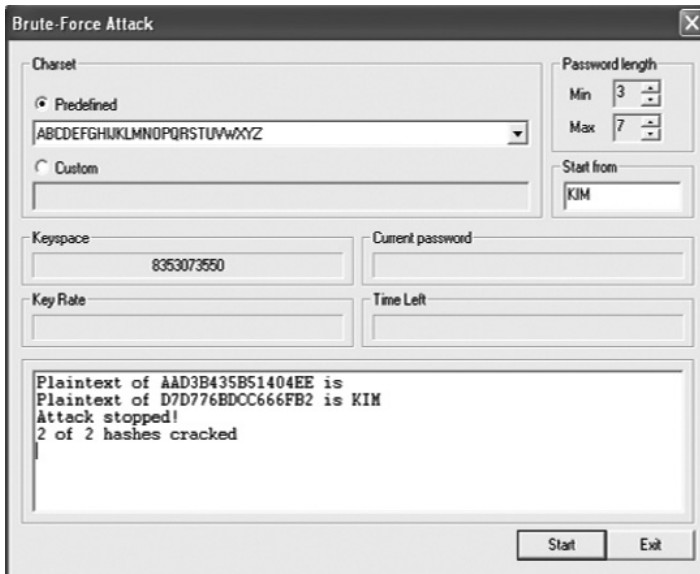 Brute-Force Attack
Charset
Predefined
ABCDEFGHIJKLMNOPQRSTUVWXYZ
Custom
Password length
Min 3
Max 7
Start from
KIM
Keyspace
8353073550
Current password
Key Rate
Time Left
Plaintext of AAD3B435B51404EE is
Plaintext of D7D776BDCC666FB2 is KIM
Attack stopped!
2 of 2 hashes cracked
Start
Exit